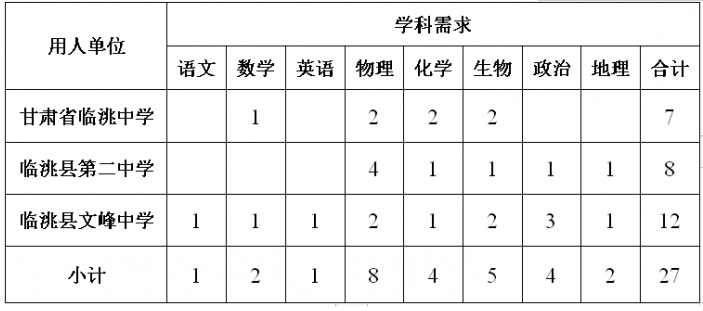 用人单位 学科需求
语文 数学 英语 物理 化学 生物 政治 地理 合计
甘肃省临洮中学 1 2 2 2 7
临洮县第二中学 4 1 1 1 1 8
临洮县文峰中学 1 1 1 2 1 2 3 1 12
小计 1 2 1 8 4 5 4 2 27